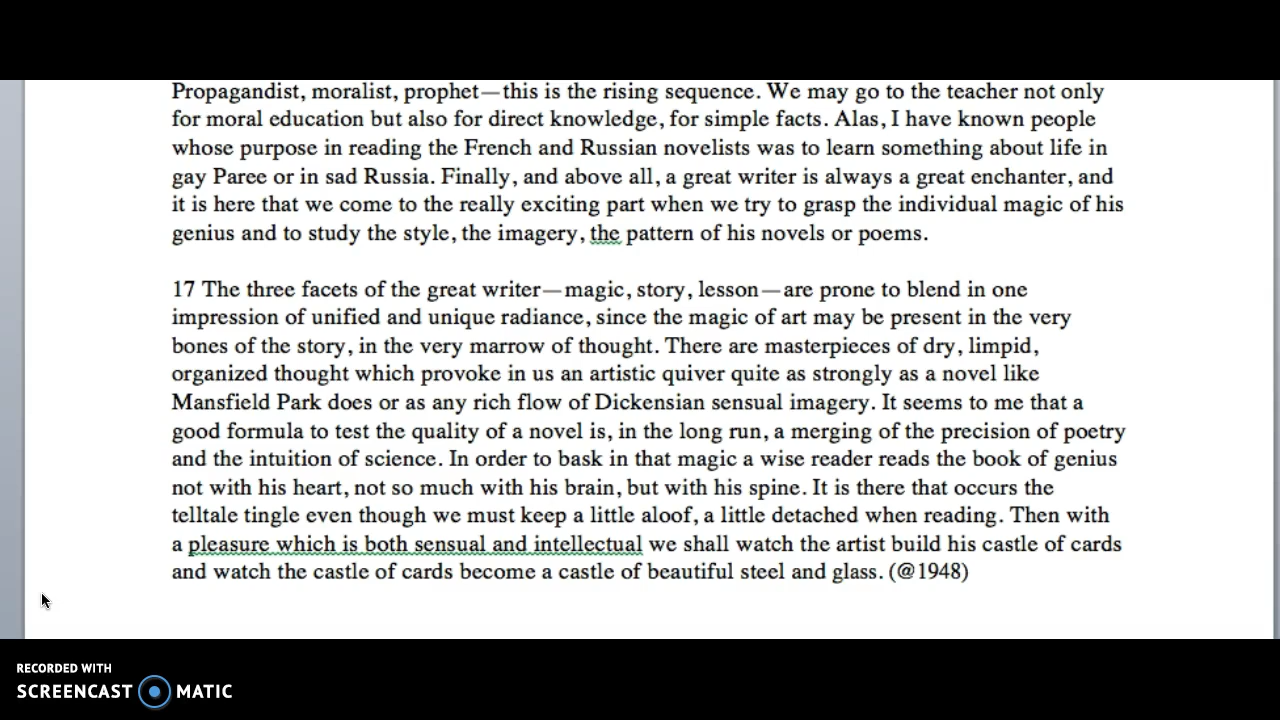 Propagandist, moralist, prophet—this is the rising sequence. We may go to the teacher not only
for moral education but also for direct knowledge, for simple facts. Alas, I have known people
whose purpose in reading the French and Russian novelists was to learn something about life in
gay Paree or in sad Russia. Finally, and above all, a great writer is always a great enchanter, and
it is here that we come to the really exciting part when we try to grasp the individual magic of his
genius and to study the style, the imagery, the pattern of his novels or poems.
17 The three facets of the great writer—magic, story, lesson—are prone to blend in one
impression of unified and unique radiance, since the magic of art may be present in the very
bones of the story, in the very marrow of thought. There are masterpieces of dry, limpid,
organized thought which provoke in us an artistic quiver quite as strongly as a novel like
Mansfield Park does or as any rich flow of Dickensian sensual imagery. It seems to me that a
good formula to test the quality of a novel is, in the long run, a merging of the precision of poetry
and the intuition of science. In order to bask in that magic a wise reader reads the book of genius
not with his heart, not so much with his brain, but with his spine. It is there that occurs the
telltale tingle even though we must keep a little aloof, a little detached when reading. Then with
a pleasure which is both sensual and intellectual we shall watch the artist build his castle of cards
and watch the castle of cards become a castle of beautiful steel and glass. (@1948)
RECORDED WITH
SCREENCAST MATIC